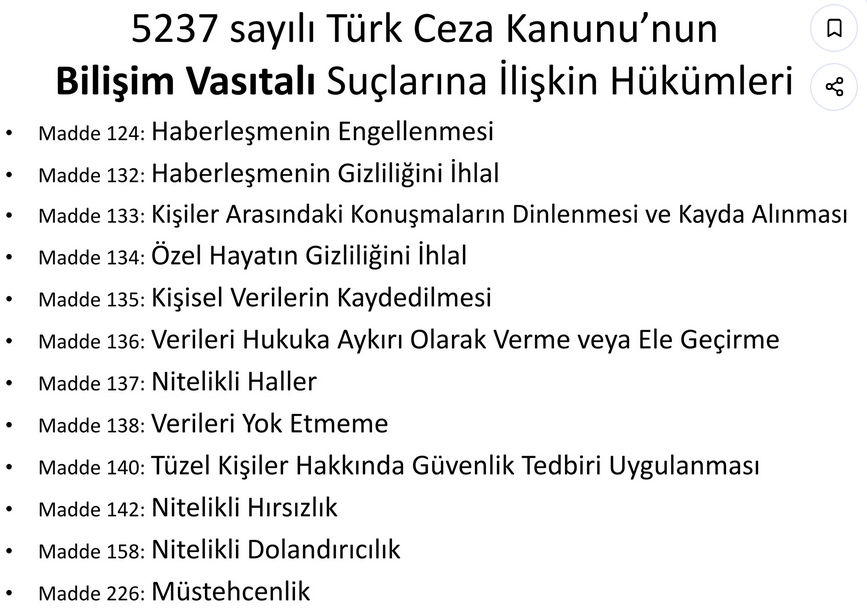 5237 sayılı Türk Ceza Kanunu’nun
Bilişim Vasıtalı Suçlarına İlişkin Hükümleri
• Madde 124: Haberleşmenin Engellenmesi
• Madde 132: Haberleşmenin Gizliliğini İhlal
• Madde 133: Kişiler Arasındaki Konuşmaların Dinlenmesi ve Kayda Alınması
• Madde 134: Özel Hayatın Gizliliğini İhlal
• Madde 135: Kişisel Verilerin Kaydedilmesi
• Madde 136: Verileri Hukuka Aykırı Olarak Verme veya Ele Geçirme
• Madde 137: Nitelikli Haller
• Madde 138: Verileri Yok Etmeme
• Madde 140: Tüzel Kişiler Hakkında Güvenlik Tedbiri Uygulanması
• Madde 142: Nitelikli Hırsızlık
• Madde 158: Nitelikli Dolandırıcılık
• Madde 226: Müstehcenlik